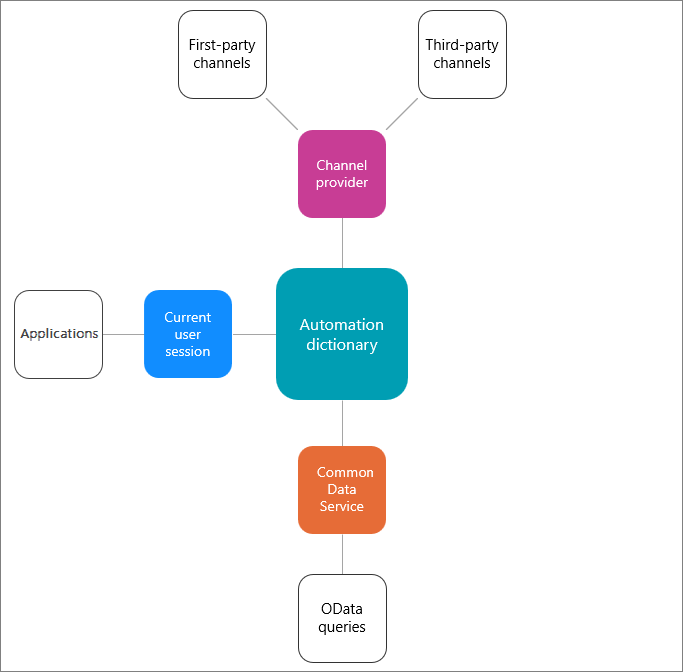 First-party
channels
Third-party
channels
Channel
provider
Applications
Current
user
session
Automation
dictionary
Common
Data
Service
OData
queries